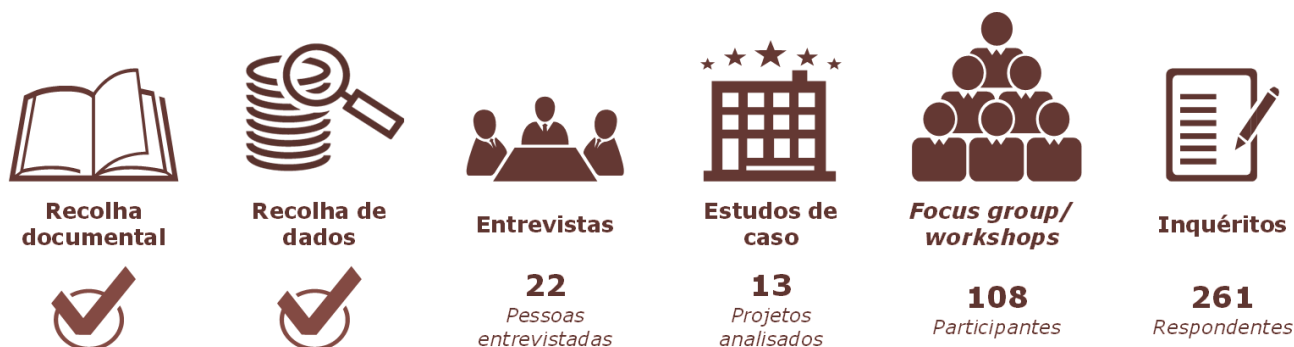 Recolha
documental
Recolha de
dados
Entrevistas
22
Pessoas
entrevistadas
Estudos de
caso
13
Projetos
analisados
Focus group/
workshops
108
Participantes
Inquéritos
261
Respondentes